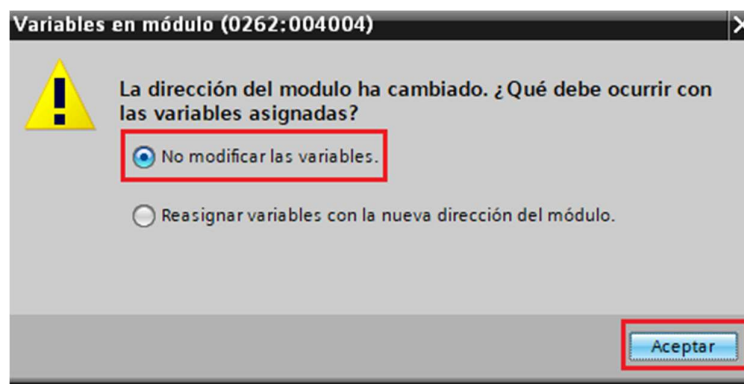 Variables en módulo (0262:004004)
La dirección del modulo ha cambiado. ¿Qué debe ocurrir con
las variables asignadas?
No modificar las variables.
Reasignar variables con la nueva dirección del módulo.
Aceptar